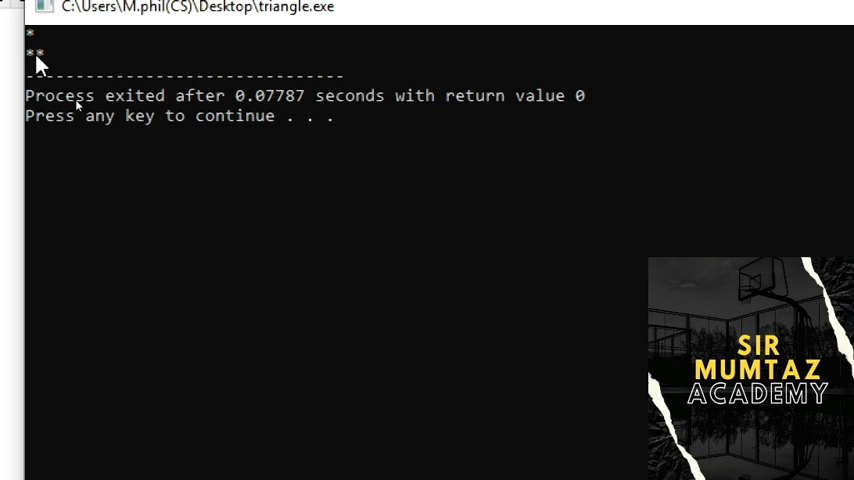 C:\Users\M.phil(CS)\Desktop\triangle.exe
*
**
--------------------------------
Process exited after 0.07787 seconds with return value 0
Press any key to continue . . .
SIR
MUMTAZ
ACADEMY